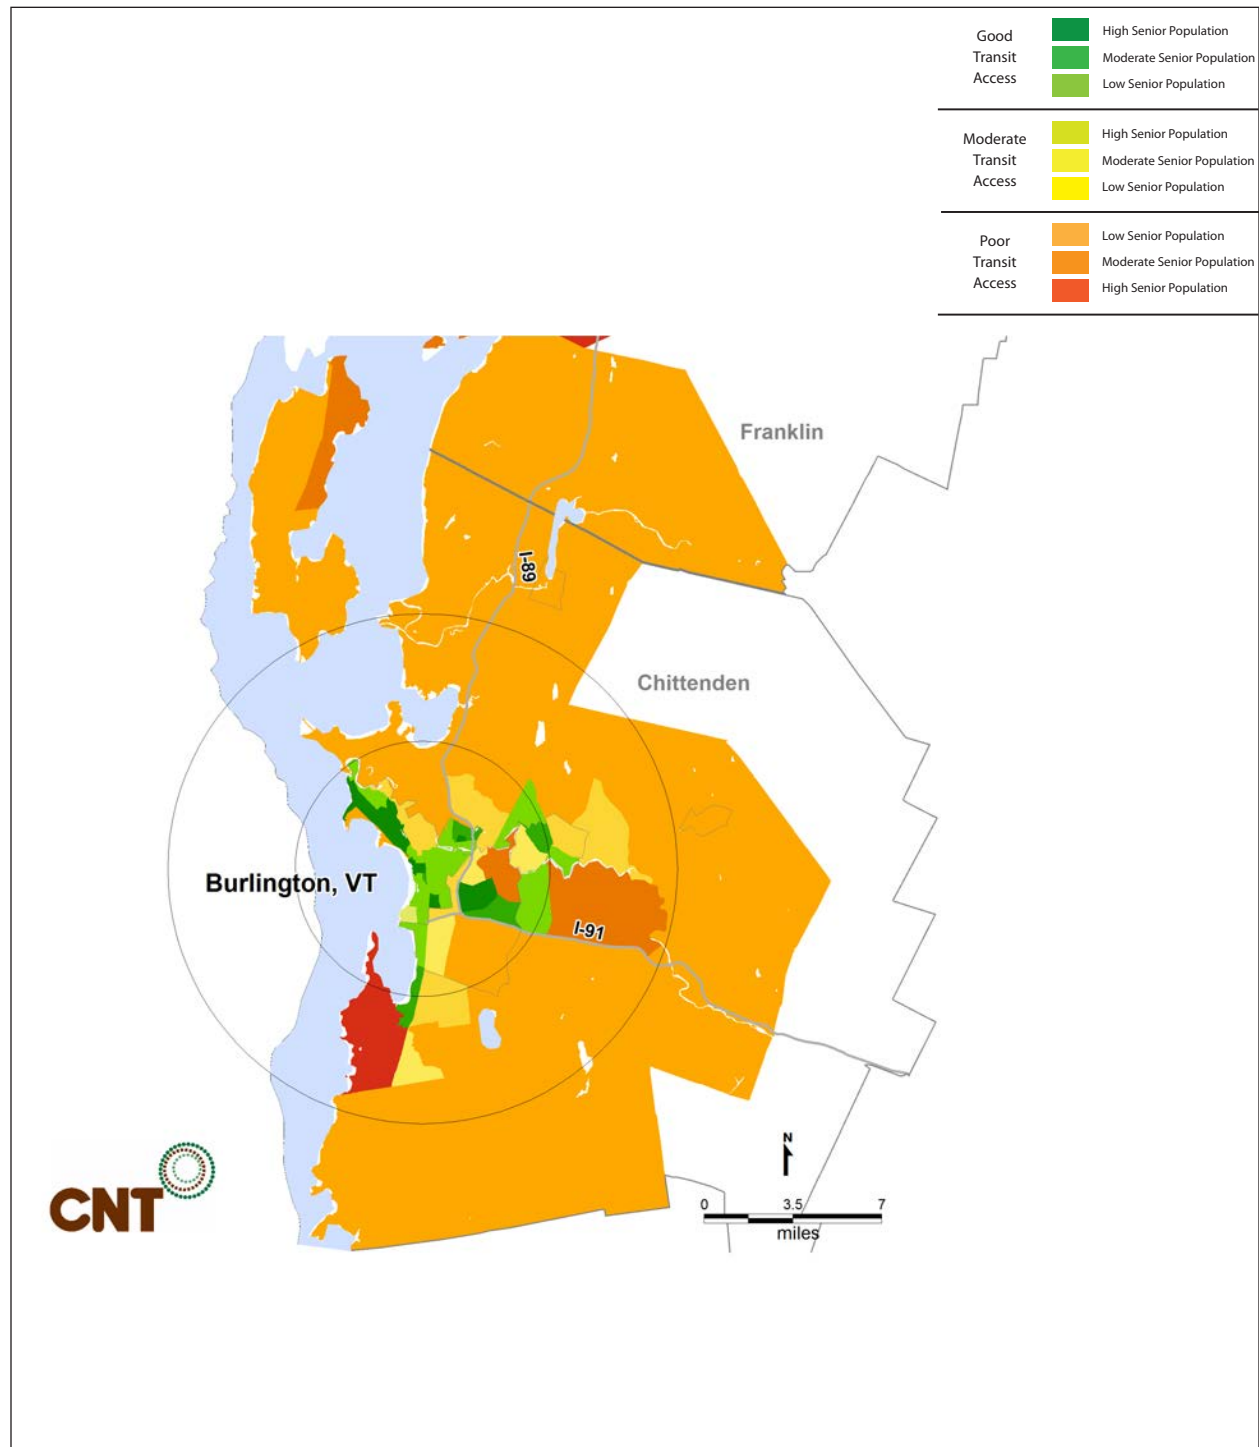 Good
Transit
Access
High Senior Population
Moderate Senior Population
Low Senior Population
Moderate
Transit
Access
High Senior Population
Moderate Senior Population
Low Senior Population
Poor
Transit
Access
Low Senior Population
Moderate Senior Population
High Senior Population
Franklin
I-89
Chittenden
Burlington, VT
I-91
N
0 3.5 7
miles
CNT